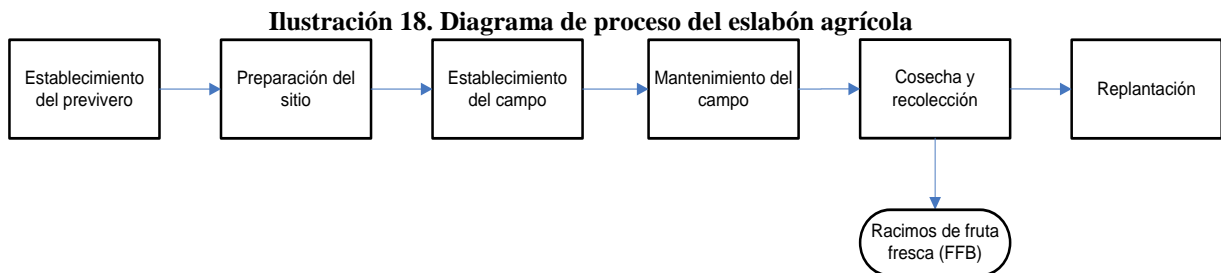 Ilustración 18. Diagrama de proceso del eslabón agrícola
Establecimiento
del previvero
Preparación del
sitio
Establecimiento
del campo
Mantenimiento del
campo
Cosecha y
recolección
Replantación
Racimos de fruta
fresca (FFB)